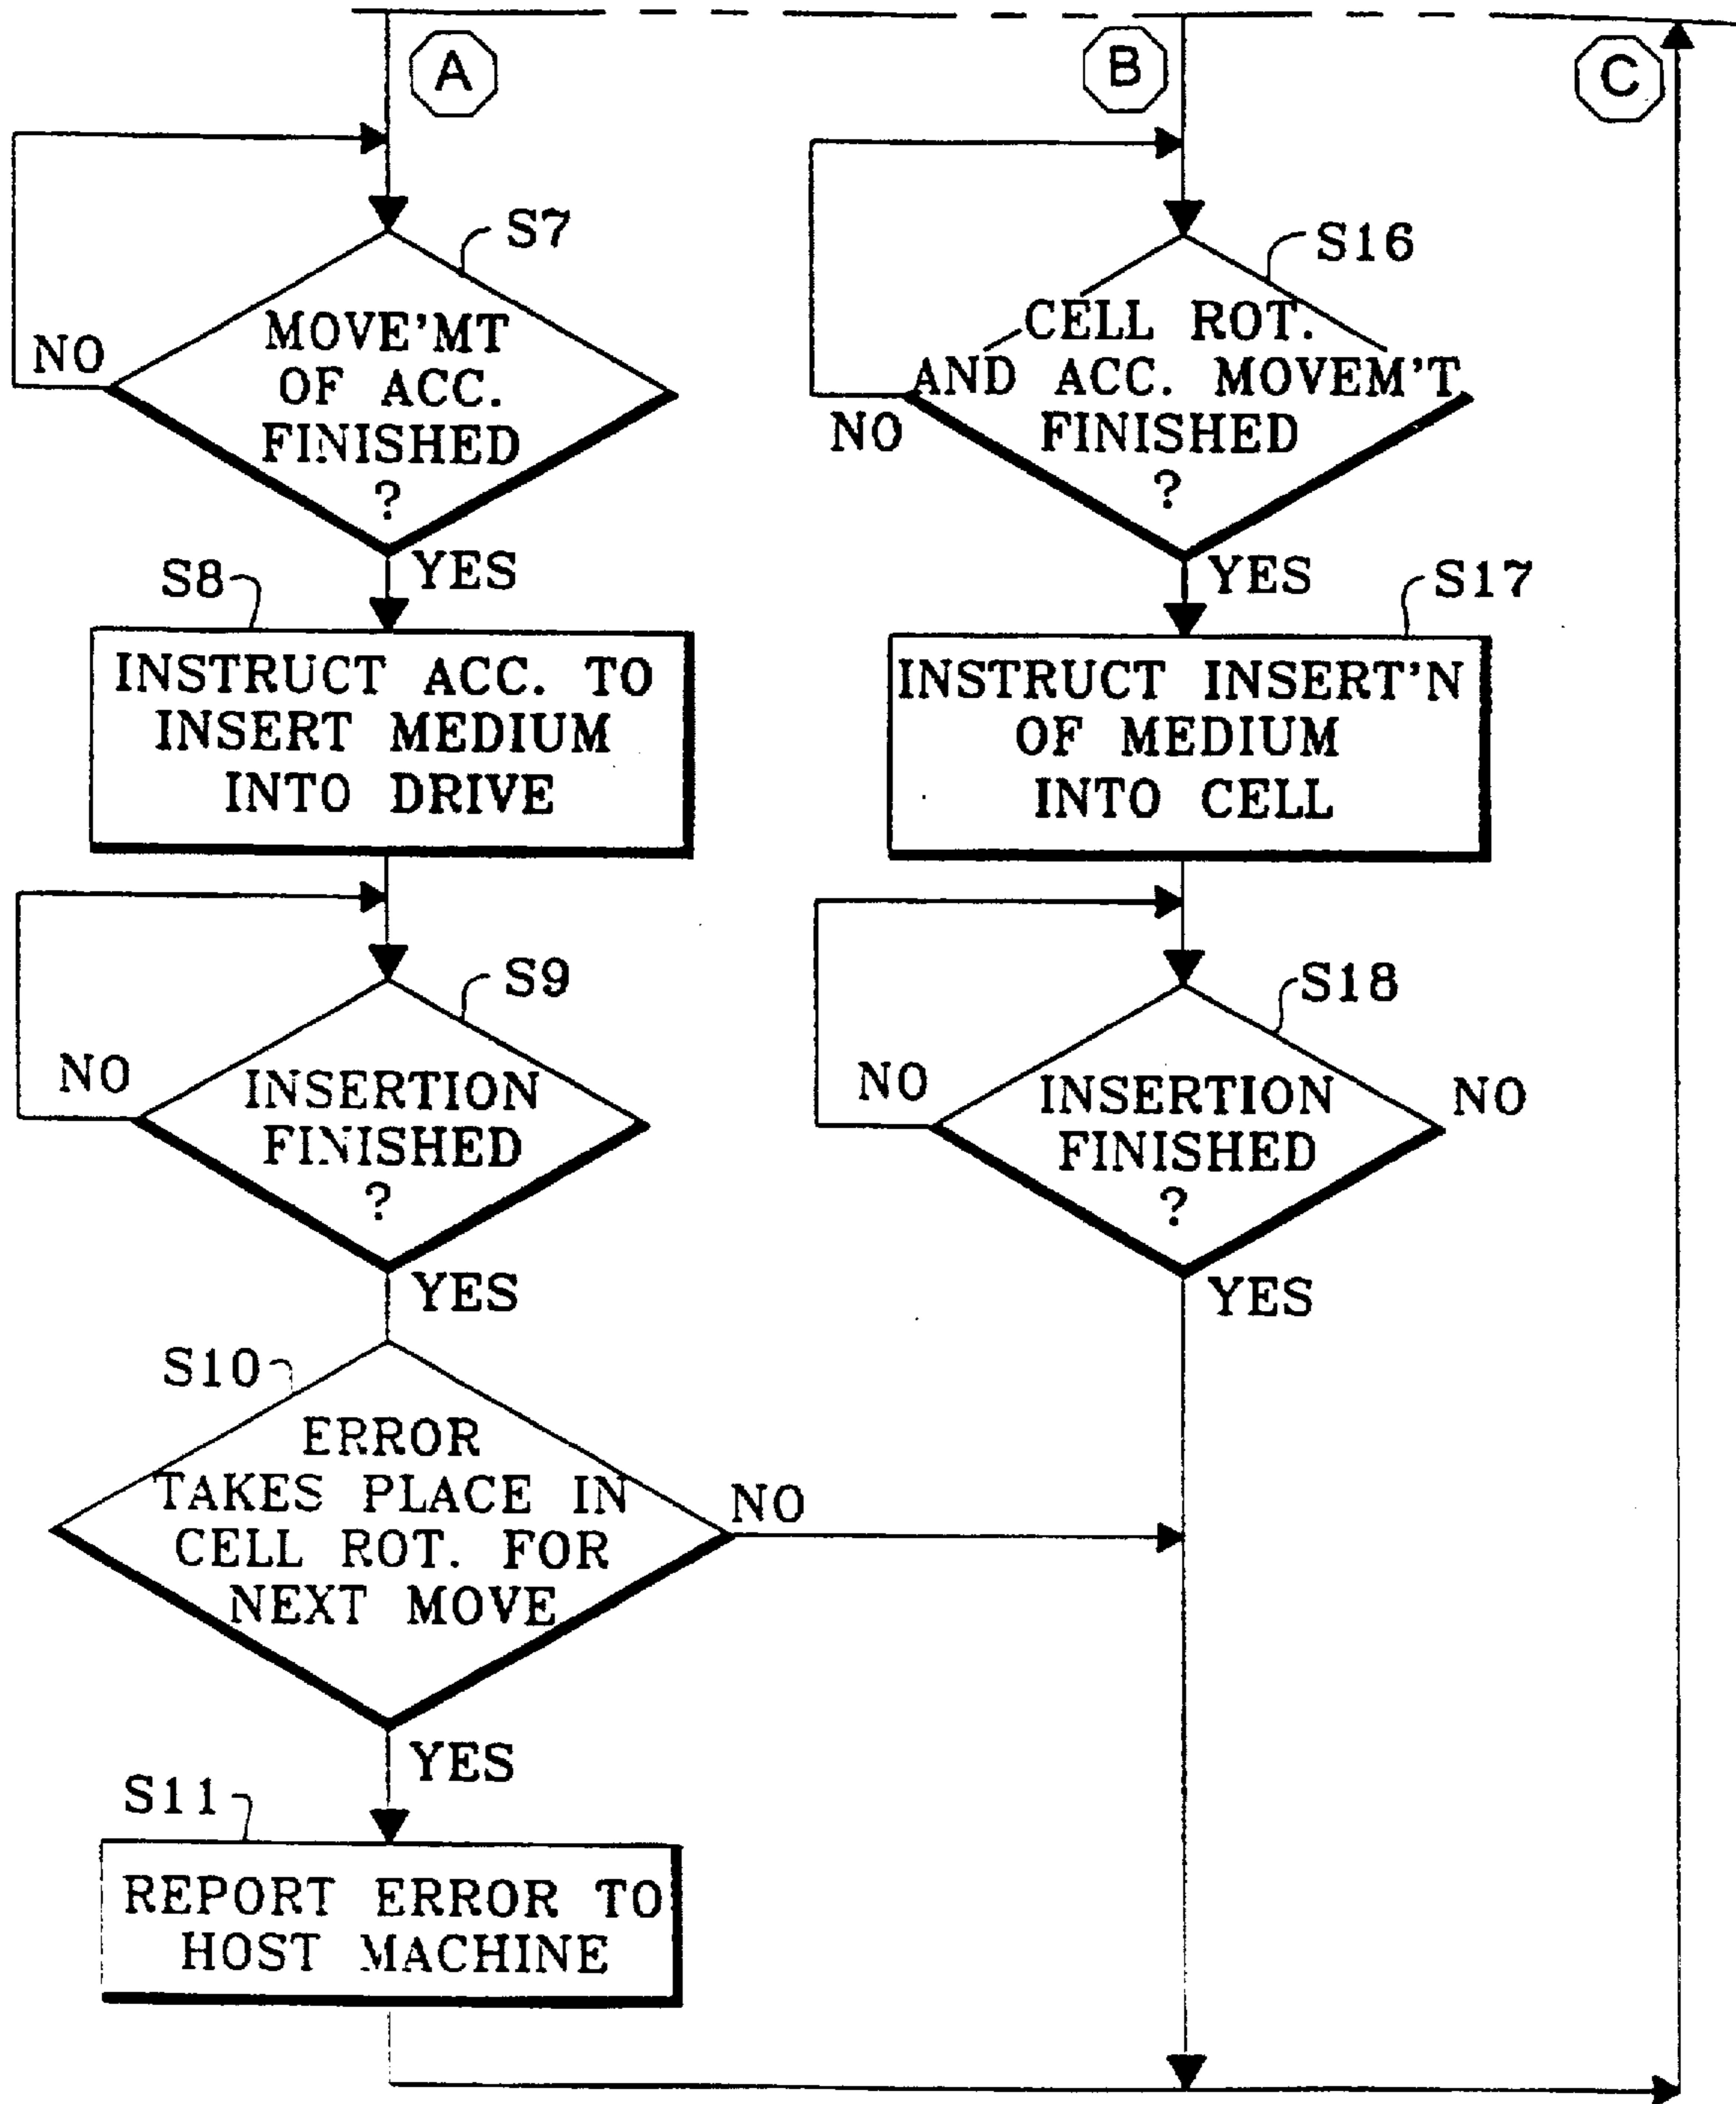 A
S7
MOVE'MT
OF ACC.
FINISHED
?
NO
YES
S8
INSTRUCT ACC. TO
INSERT MEDIUM
INTO DRIVE
S9
INSERTION
FINISHED
?
NO
YES
S10
ERROR
TAKES PLACE IN
CELL ROT. FOR
NEXT MOVE
NO
YES
S11
REPORT ERROR TO
HOST MACHINE
B
S16
CELL ROT.
AND ACC. MOVEM'T
FINISHED
?
NO
YES
S17
INSTRUCT INSERT'N
OF MEDIUM
INTO CELL
S18
INSERTION
FINISHED
?
NO
NO
YES
C